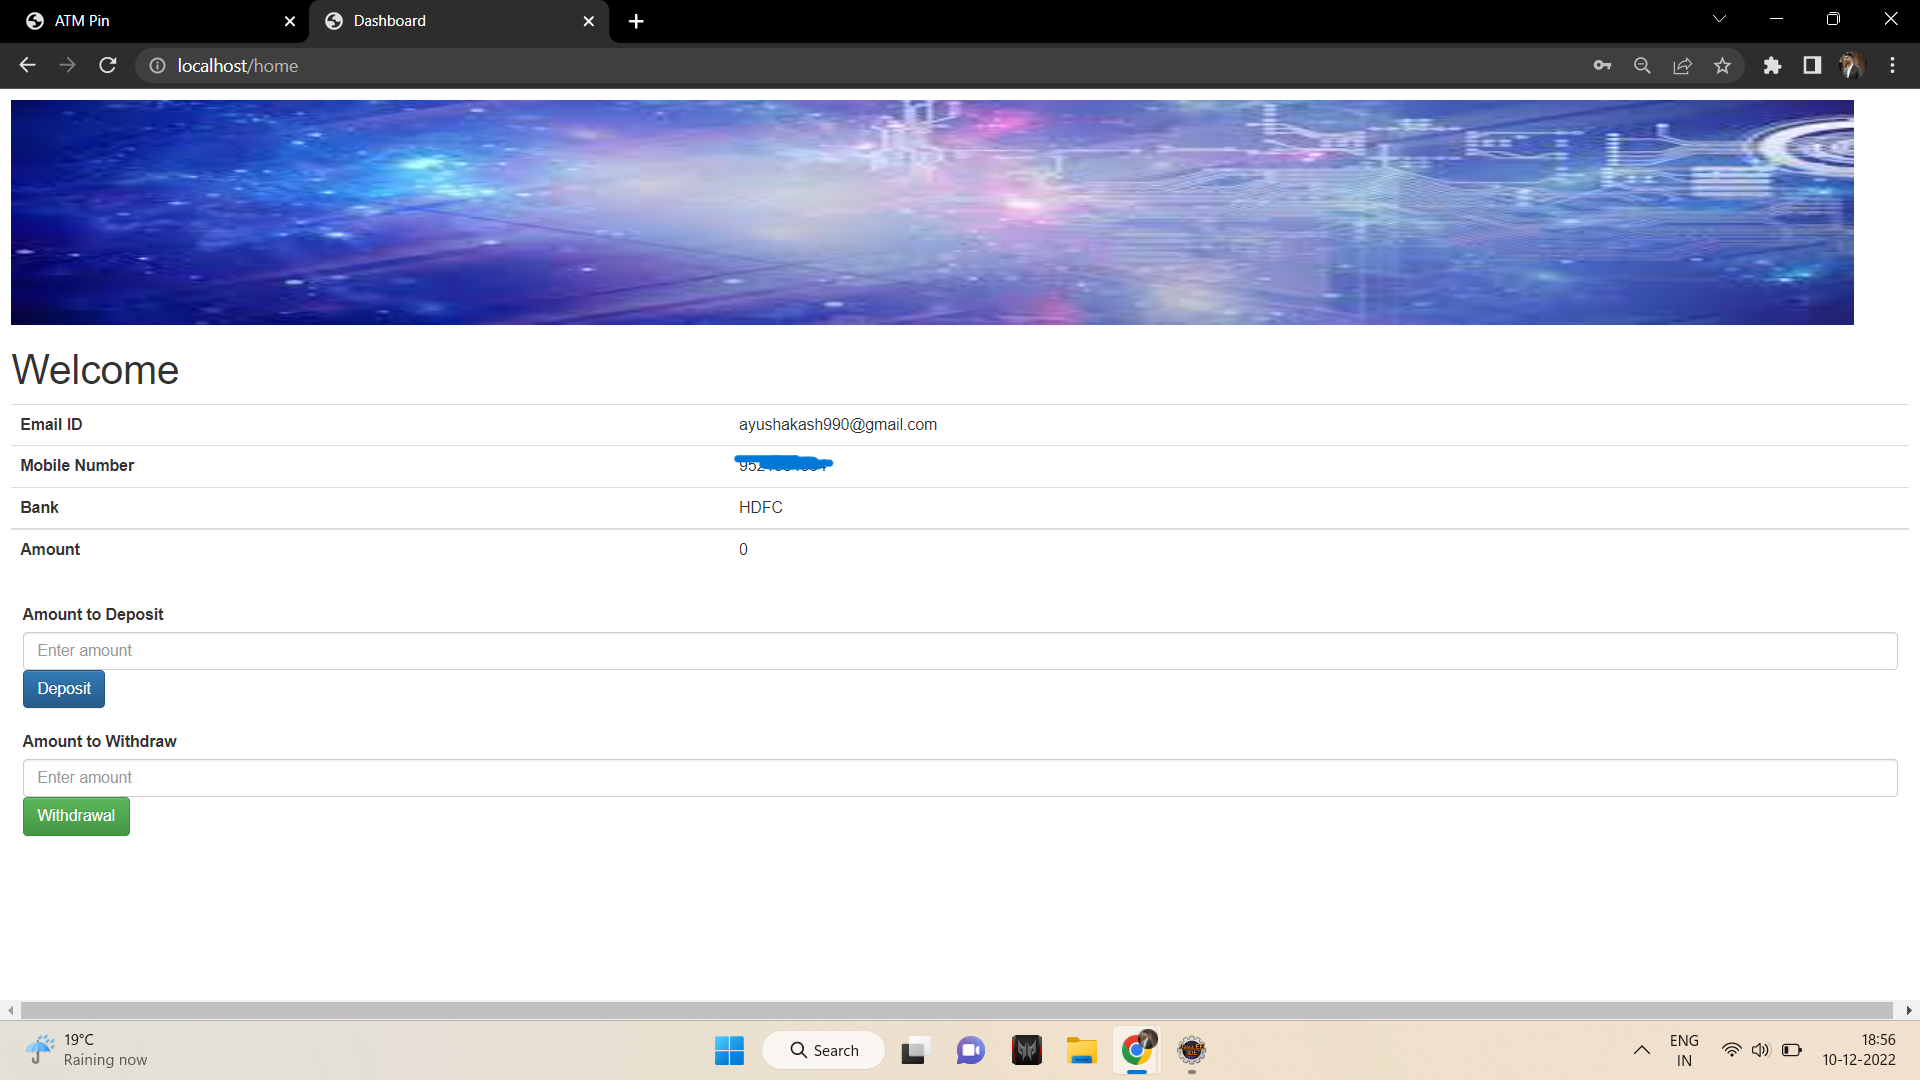 ATM Pin
Dashboard
localhost/home
Welcome
Email ID ayushakash990@gmail.com
Mobile Number
Bank HDFC
Amount 0
Amount to Deposit
Enter amount
Deposit
Amount to Withdraw
Enter amount
Withdrawal
19°C
Raining now
Search
ENG
IN
18:56
10-12-2022